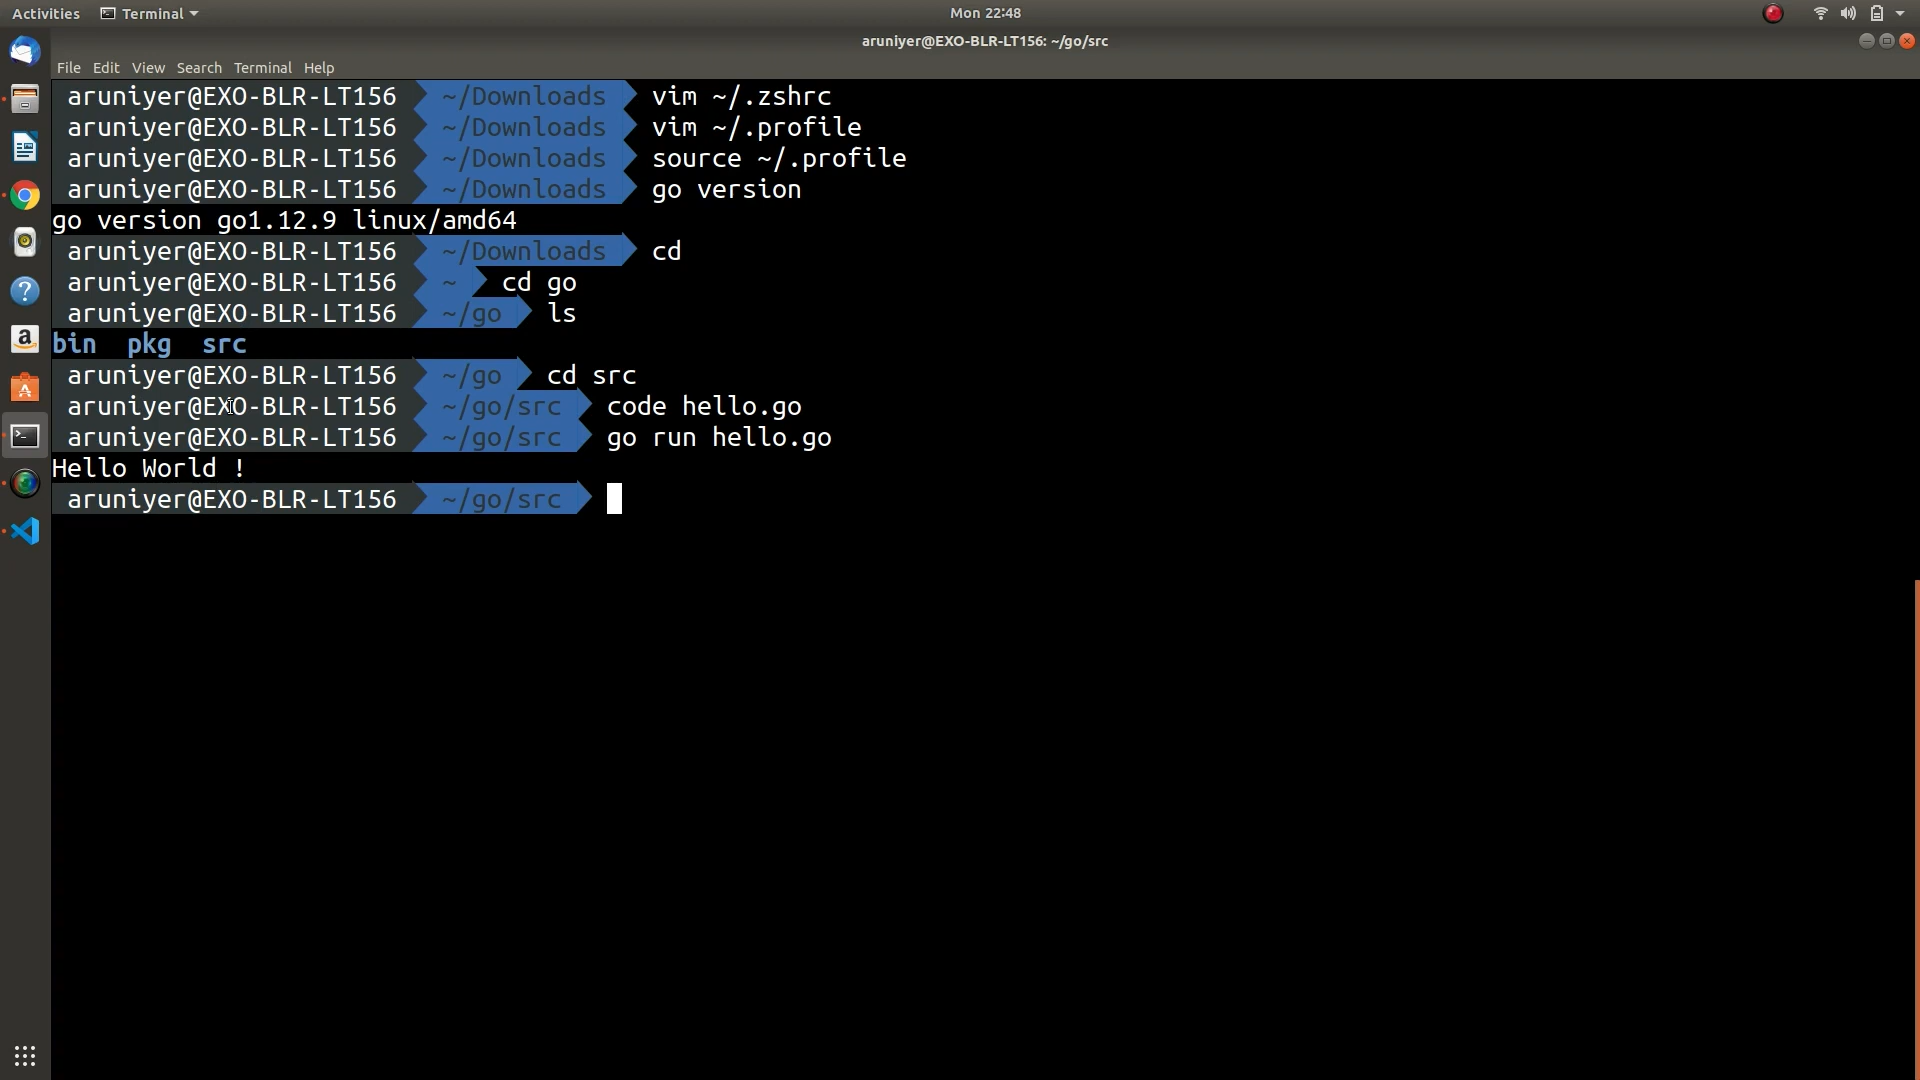 Activities Terminal Mon 22:48
aruniyer@EXO-BLR-LT156: ~/go/src
File Edit View Search Terminal Help
aruniyer@EXO-BLR-LT156 ~/Downloads vim ~/.zshrc
aruniyer@EXO-BLR-LT156 ~/Downloads vim ~/.profile
aruniyer@EXO-BLR-LT156 ~/Downloads source ~/.profile
aruniyer@EXO-BLR-LT156 ~/Downloads go version
go version go1.12.9 linux/amd64
aruniyer@EXO-BLR-LT156 ~/Downloads cd
aruniyer@EXO-BLR-LT156 ~ cd go
aruniyer@EXO-BLR-LT156 ~/go ls
bin pkg src
aruniyer@EXO-BLR-LT156 ~/go cd src
aruniyer@EXO-BLR-LT156 ~/go/src code hello.go
aruniyer@EXO-BLR-LT156 ~/go/src go run hello.go
Hello World !
aruniyer@EXO-BLR-LT156 ~/go/src